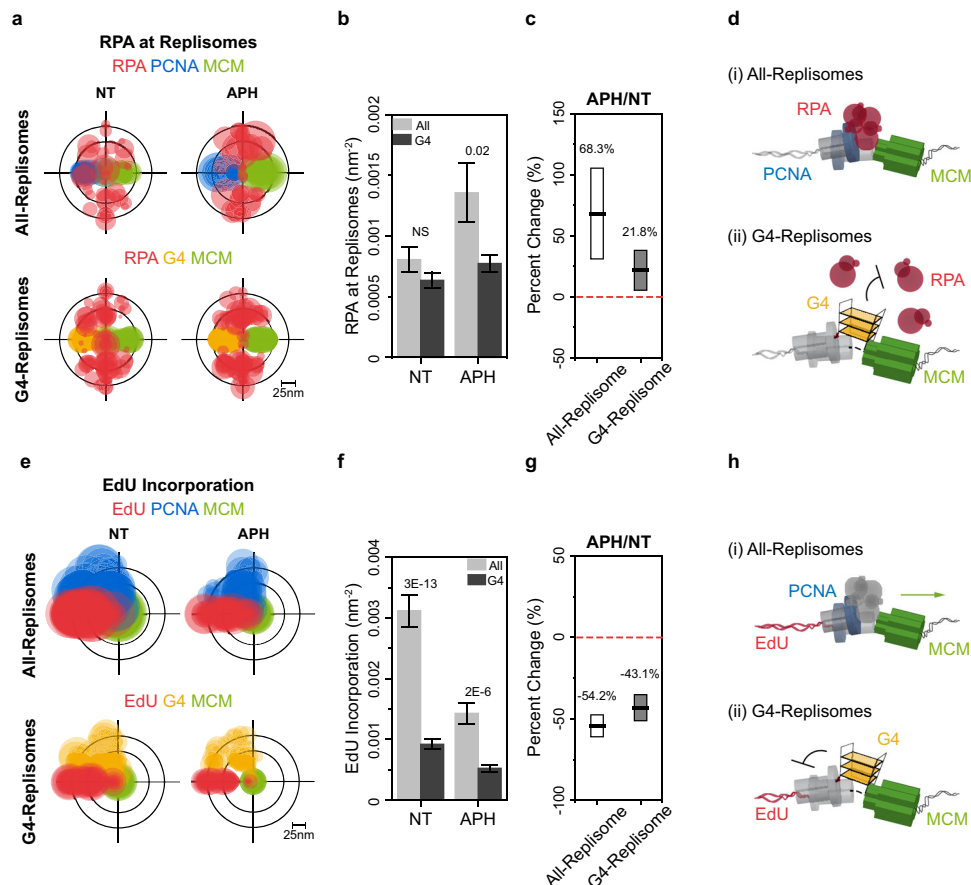 a
RPA at Replisomes
RPA PCNA MCM
NT
APH
All-Replisomes
RPA G4 MCM
G4-Replisomes
25nm
b
RPA at Replisomes (nm-2)
0.002
0.0015
0.001
0.0005
0
All
G4
NS
0.02
NT
APH
c
APH/NT
Percent Change (%)
150
100
50
0
-50
68.3%
21.8%
All-Replisome
G4-Replisome
d
(i) All-Replisomes
RPA
PCNA
MCM
(ii) G4-Replisomes
RPA
G4
MCM
e
EdU Incorporation
EdU PCNA MCM
NT
APH
All-Replisomes
EdU G4 MCM
G4-Replisomes
25nm
f
EdU Incorporation (nm-2)
0.004
0.003
0.002
0.001
0
All
G4
3E-13
2E-6
NT
APH
g
APH/NT
Percent Change (%)
50
0
-50
-100
-54.2%
-43.1%
All-Replisome
G4-Replisome
h
(i) All-Replisomes
PCNA
EdU
MCM
(ii) G4-Replisomes
G4
EdU
MCM